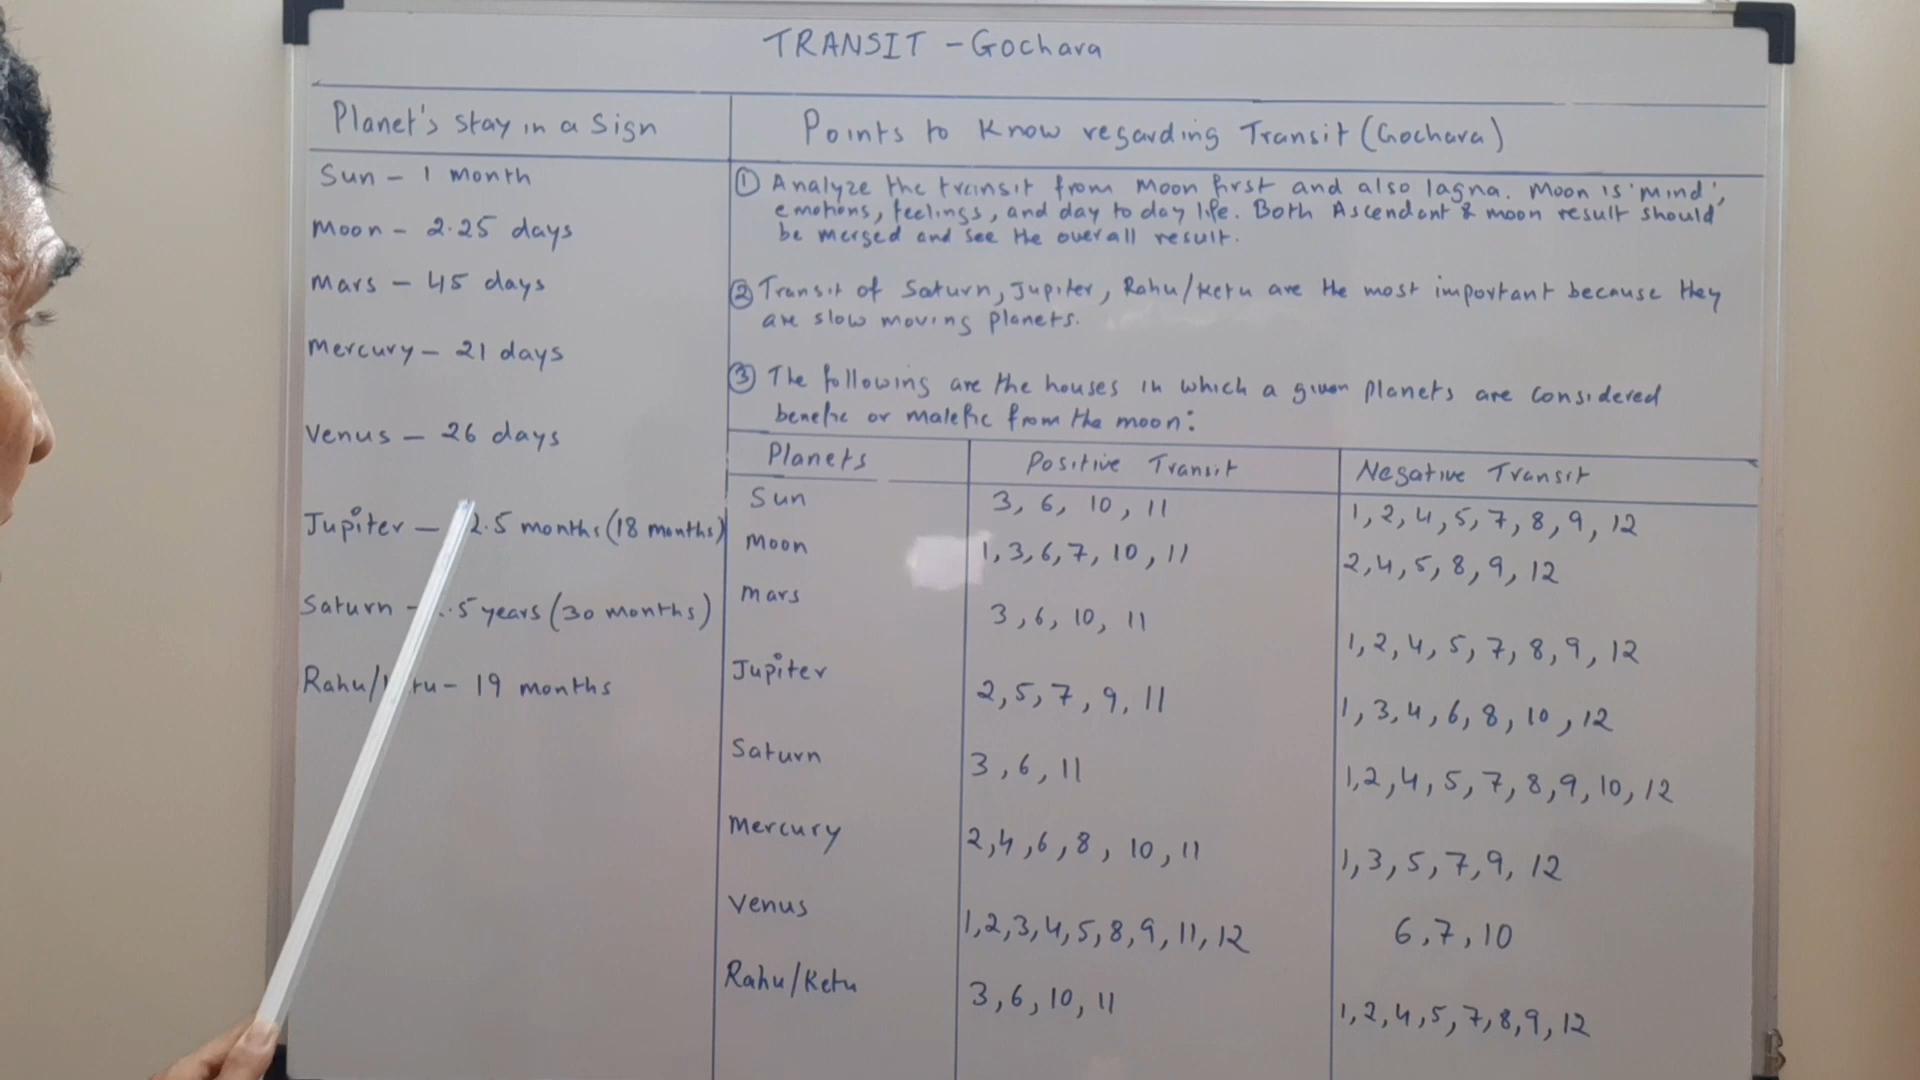 TRANSIT - Gochara
Planet's stay in a Sign
Sun - 1 month
Moon - 2.25 days
Mars - 45 days
Mercury - 21 days
Venus - 26 days
Jupiter - 2.5 months (18 months)
Saturn - .5 years (30 months)
Rahu/ tu - 19 months
Points to Know regarding Transit (Gochara)
① Analyze the transit from Moon first and also lagna. Moon is 'mind',
emotions, feelings, and day to day life. Both Ascendant & moon result should
be merged and see the overall result.
② Transit of Saturn, Jupiter, Rahu/Ketu are the most important because they
are slow moving planets.
③ The following are the houses in which a given planets are considered
benefic or malefic from the moon:
Planets Positive Transit Negative Transit
Sun 3, 6, 10, 11 1, 2, 4, 5, 7, 8, 9, 12
Moon 1, 3, 6, 7, 10, 11 2, 4, 5, 8, 9, 12
Mars 3, 6, 10, 11 1, 2, 4, 5, 7, 8, 9, 12
Jupiter 2, 5, 7, 9, 11 1, 3, 4, 6, 8, 10, 12
Saturn 3, 6, 11 1, 2, 4, 5, 7, 8, 9, 10, 12
Mercury 2, 4, 6, 8, 10, 11 1, 3, 5, 7, 9, 12
Venus 1, 2, 3, 4, 5, 8, 9, 11, 12 6, 7, 10
Rahu/Ketu 3, 6, 10, 11 1, 2, 4, 5, 7, 8, 9, 12